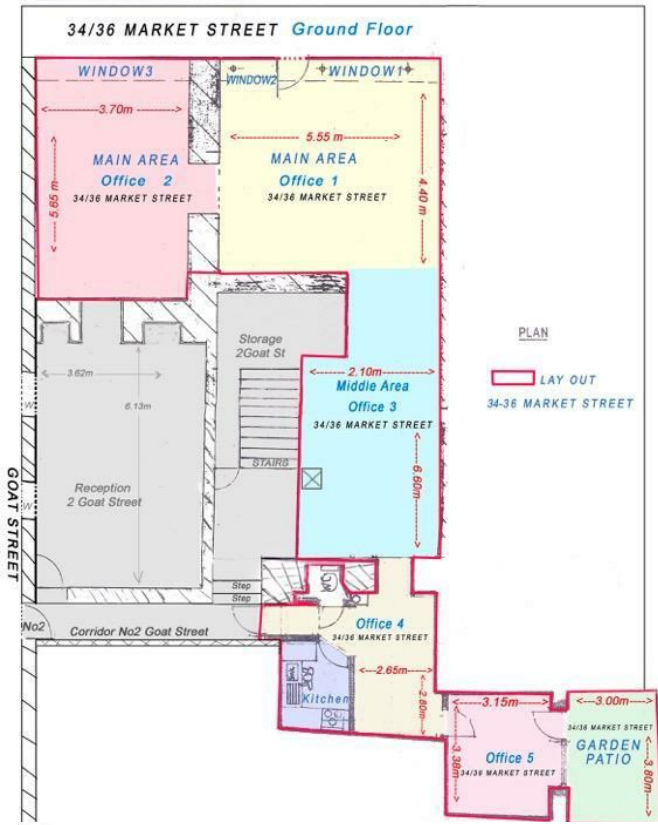 34/36 MARKET STREET Ground Floor
WINDOW3
WINDOW2
WINDOW1
3.70m
5.55 m
MAIN AREA
Office 2
34/36 MARKET STREET
5.65 m
MAIN AREA
Office 1
34/36 MARKET STREET
4.40 m
Storage
2Goat St
PLAN
LAY OUT
34-36 MARKET STREET
3.62m
6.13m
2.10m
Middle Area
Office 3
34/36 MARKET STREET
6.60m
STAIRS
W
Reception
2 Goat Street
W
GOAT STREET
Step
Step
No2
Corridor No2 Goat Street
Office 4
34/36 MARKET STREET
2.65m
2.80m
Kitchen
3.15m
3.38m
Office 5
34/36 MARKET STREET
3.00m
34/36 MARKET STREET
GARDEN
PATIO
3.80m